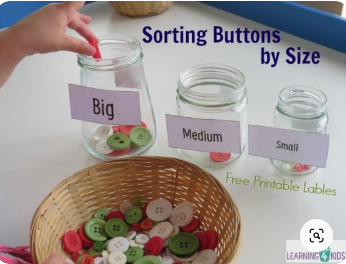 Sorting Buttons
by Size
Big
Medium
Small
Free Printable Lables
LEARNING 4 KIDS